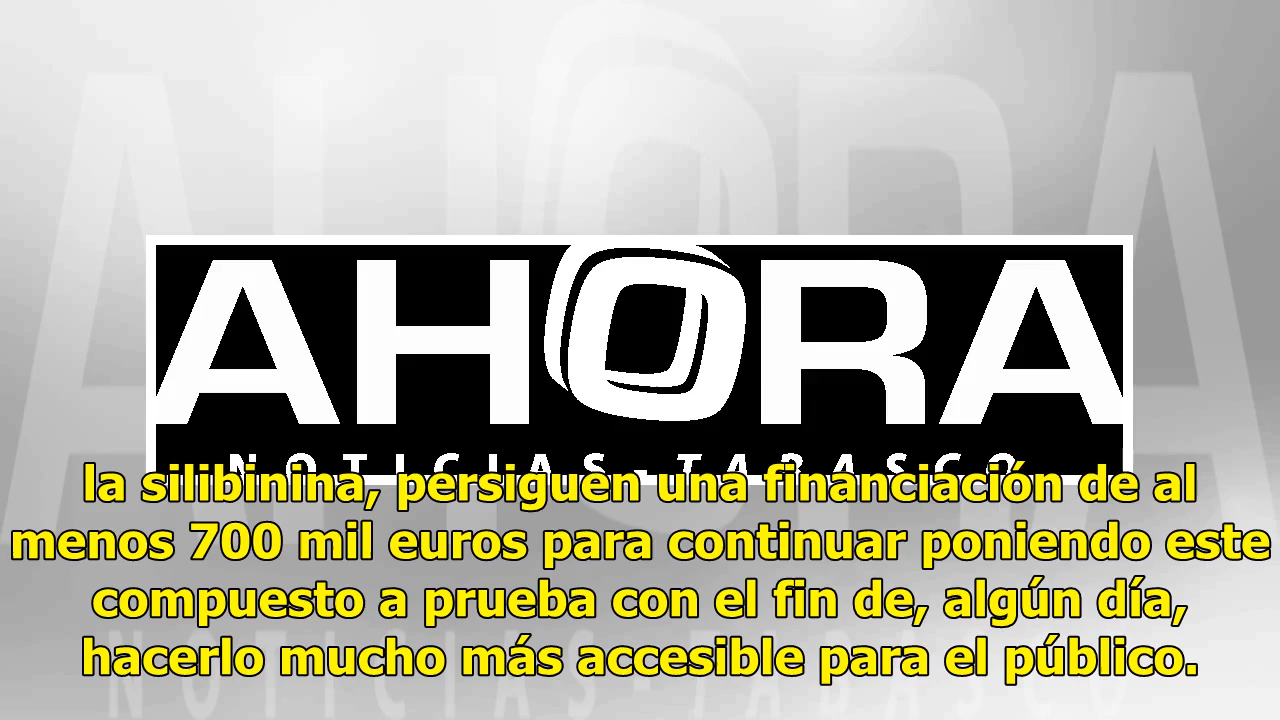 AHORA
NOTICIAS - TABASCO
la silibinina, persiguen una financiación de al
menos 700 mil euros para continuar poniendo este
compuesto a prueba con el fin de, algún día,
hacerlo mucho más accesible para el público.